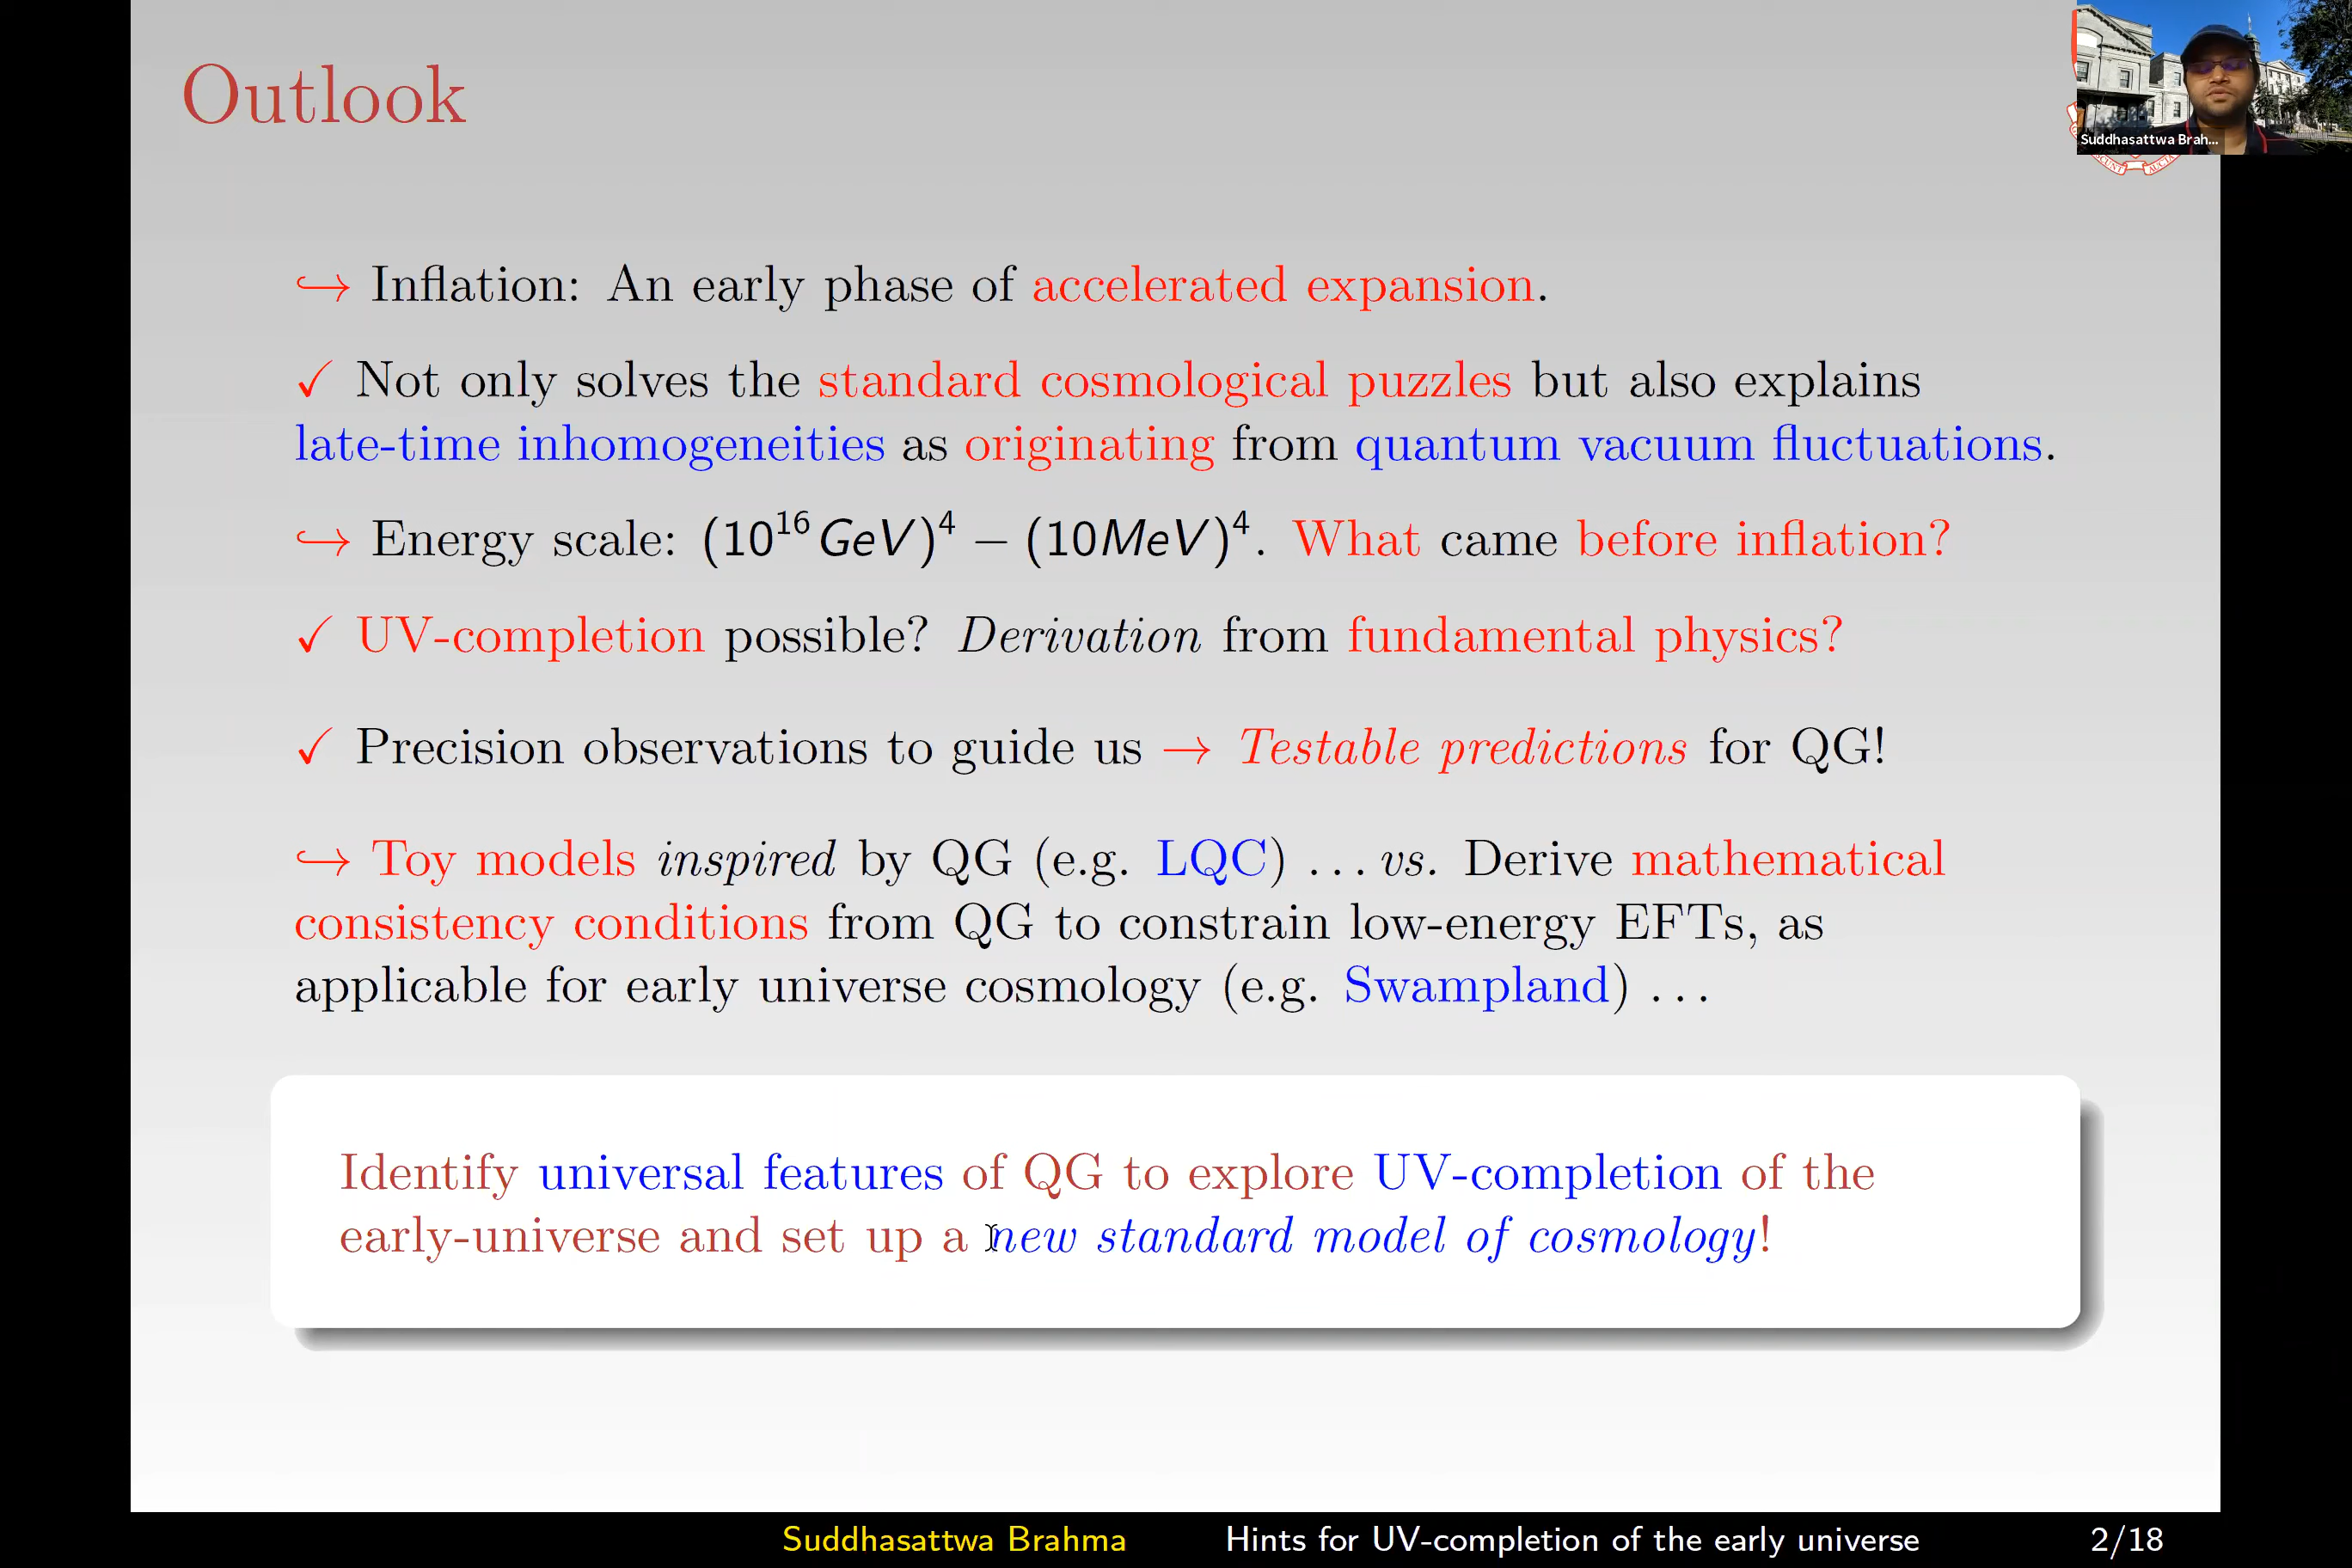 Outlook
Suddhasattwa Brah...
CUNT AUCTA
↪ Inflation: An early phase of accelerated expansion.
✓ Not only solves the standard cosmological puzzles but also explains
late-time inhomogeneities as originating from quantum vacuum fluctuations.
↪ Energy scale: (10¹⁶ GeV)⁴ − (10MeV)⁴. What came before inflation?
✓ UV-completion possible? Derivation from fundamental physics?
✓ Precision observations to guide us → Testable predictions for QG!
↪ Toy models inspired by QG (e.g. LQC) ... vs. Derive mathematical
consistency conditions from QG to constrain low-energy EFTs, as
applicable for early universe cosmology (e.g. Swampland) ...
Identify universal features of QG to explore UV-completion of the
early-universe and set up a new standard model of cosmology!
Suddhasattwa Brahma Hints for UV-completion of the early universe 2/18